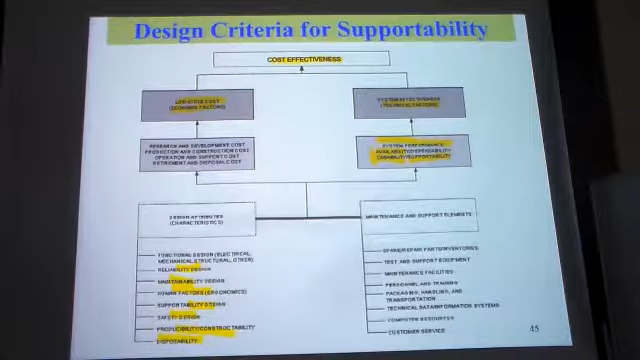 Design Criteria for Supportability
COST EFFECTIVENESS
LIFE-CYCLE COST
(ECONOMIC FACTORS)
SYSTEM EFFECTIVENESS
(TECHNICAL FACTORS)
RESEARCH AND DEVELOPMENT COST
PRODUCTION AND CONSTRUCTION COST
OPERATION AND SUPPORT COST
RETIREMENT AND DISPOSAL COST
SYSTEM PERFORMANCE
AVAILABILITY/DEPENDABILITY
CAPABILITY/SUPPORTABILITY
DESIGN ATTRIBUTES
(CHARACTERISTICS)
FUNCTIONAL DESIGN (ELECTRICAL,
MECHANICAL, STRUCTURAL, OTHER)
RELIABILITY DESIGN
MAINTAINABILITY DESIGN
HUMAN FACTORS (ERGONOMICS)
SUPPORTABILITY DESIGN
SAFETY DESIGN
PRODUCIBILITY/CONSTRUCTABILITY
DISPOSABILITY
MAINTENANCE AND SUPPORT ELEMENTS
SPARE/REPAIR PARTS/INVENTORIES
TEST AND SUPPORT EQUIPMENT
MAINTENANCE FACILITIES
PERSONNEL AND TRAINING
PACKAGING, HANDLING, AND
TRANSPORTATION
TECHNICAL DATA/INFORMATION SYSTEMS
COMPUTER RESOURCES
CUSTOMER SERVICE
45